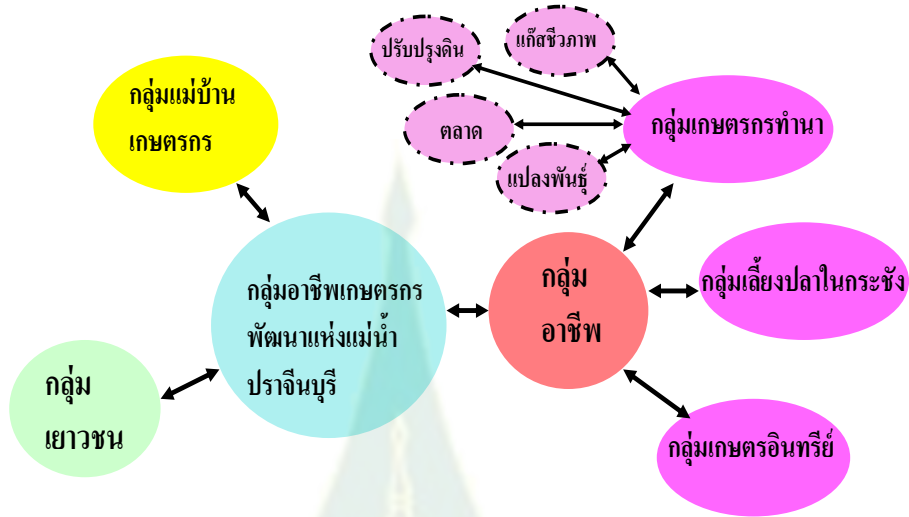 แก๊สชีวภาพ
ปรับปรุงดิน
กลุ่มแม่บ้าน
เกษตรกร
ตลาด
กลุ่มเกษตรกรทำนา
แปลงพันธุ์
กลุ่มอาชีพเกษตรกร
พัฒนาแห่งแม่น้ำ
ปราจีนบุรี
กลุ่ม
อาชีพ
กลุ่มเลี้ยงปลาในกระชัง
กลุ่ม
เยาวชน
กลุ่มเกษตรอินทรีย์